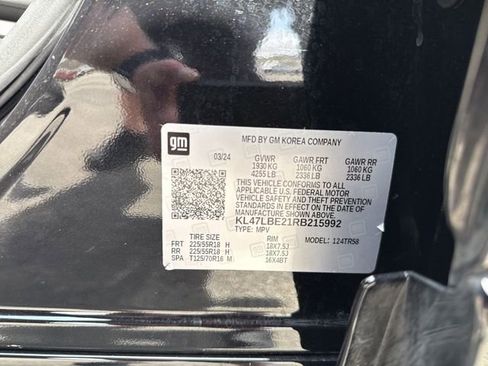 gm
MFD BY GM KOREA COMPANY
03/24 GVWR GAWR FRT GAWR RR
1930 KG 1060 KG 1060 KG
4255 LB 2336 LB 2336 LB
THIS VEHICLE CONFORMS TO ALL
APPLICABLE U.S. FEDERAL MOTOR
VEHICLE SAFETY AND THEFT PREVENTION
STANDARDS IN EFFECT ON THE DATE OF
MANUFACTURE SHOWN ABOVE.
KL47LBE21RB215992
TYPE: MPV MODEL: 124TR58
TIRE SIZE RIM
FRT 225/55R18 H 18X7.5J
RR 225/55R18 H 18X7.5J
SPA T125/70R16 M 16X4BT